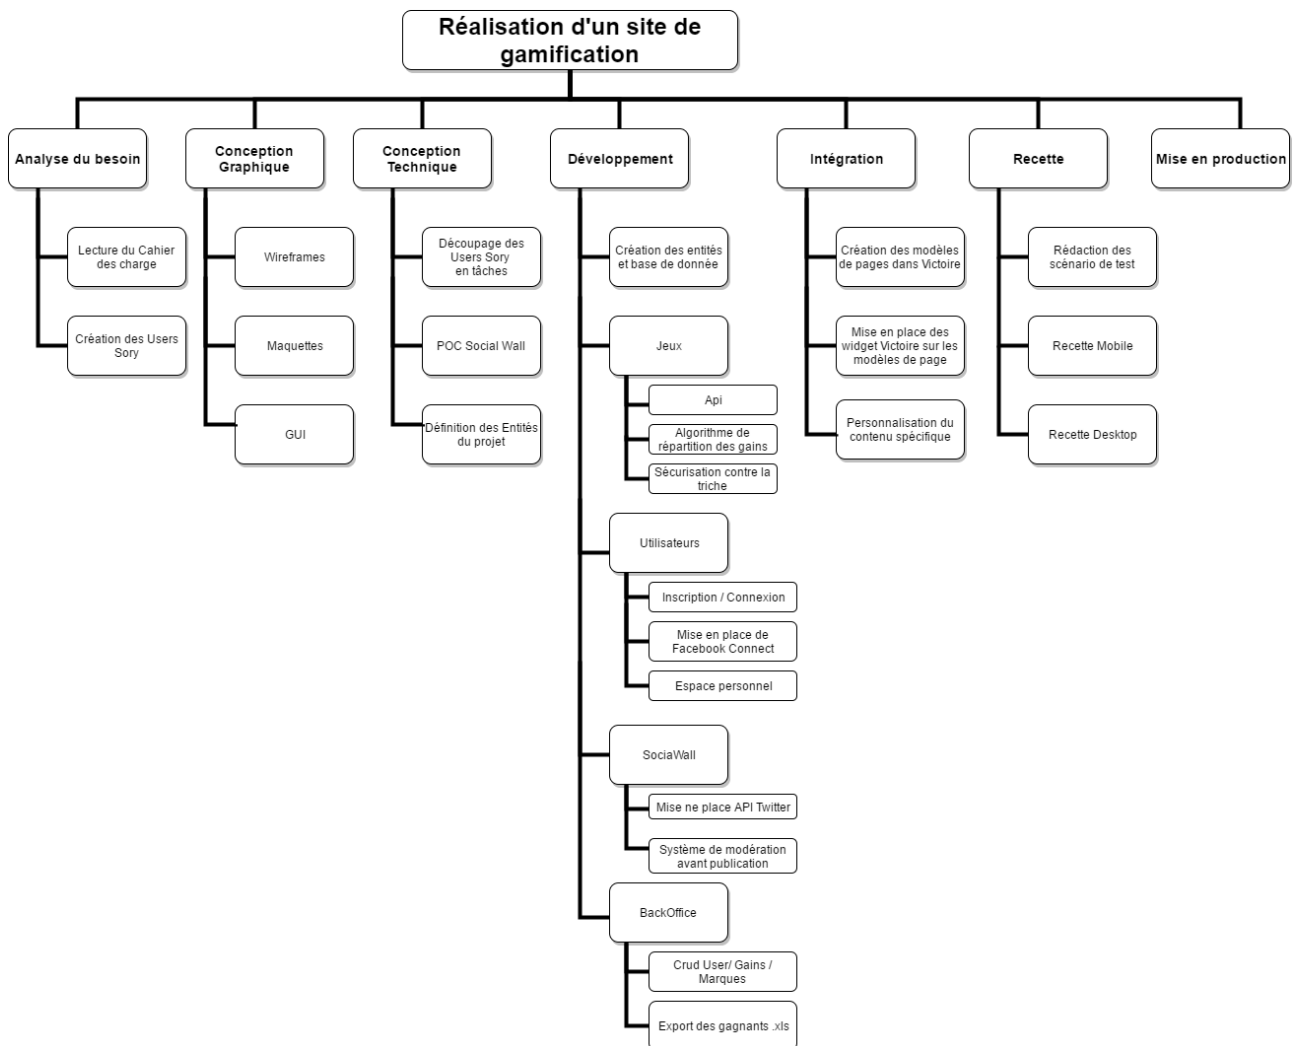 Réalisation d'un site de
gamification
Analyse du besoin
Conception
Graphique
Conception
Technique
Développement
Intégration
Recette
Mise en production
Lecture du Cahier
des charge
Création des Users
Sory
Wireframes
Maquettes
GUI
Découpage des
Users Sory
en tâches
POC Social Wall
Définition des Entités
du projet
Création des entités
et base de donnée
Jeux
Api
Algorithme de
répartition des gains
Sécurisation contre la
triche
Utilisateurs
Inscription / Connexion
Mise en place de
Facebook Connect
Espace personnel
SociaWall
Mise ne place API Twitter
Système de modération
avant publication
BackOffice
Crud User/ Gains /
Marques
Export des gagnants .xls
Création des modèles
de pages dans Victoire
Mise en place des
widget Victoire sur les
modèles de page
Personnalisation du
contenu spécifique
Rédaction des
scénario de test
Recette Mobile
Recette Desktop